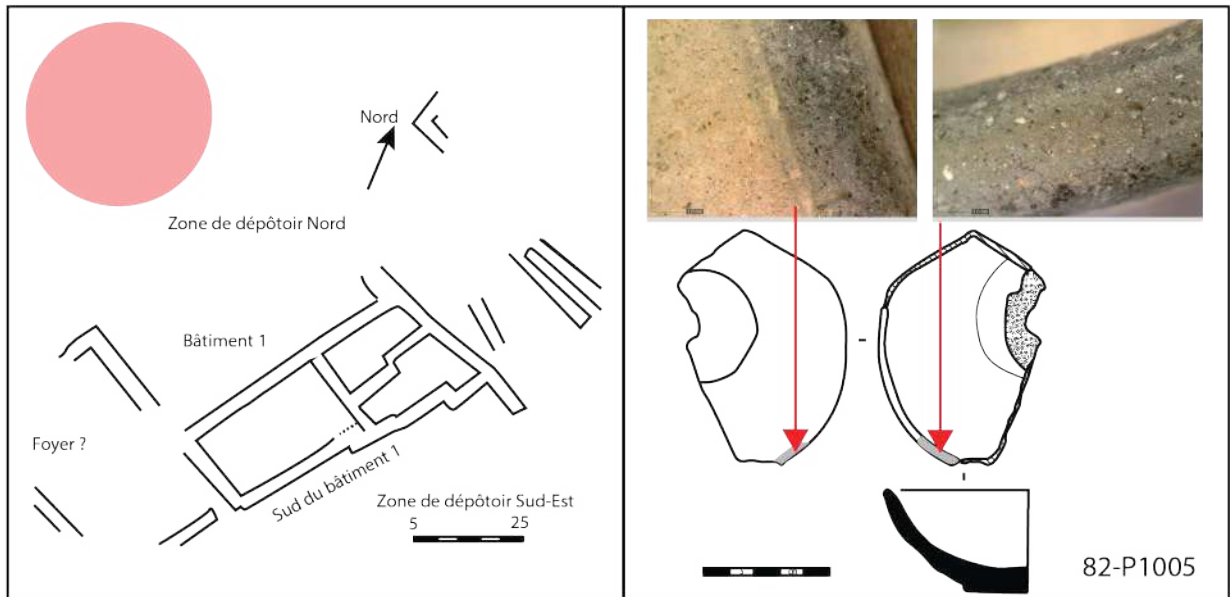 Nord
Zone de dépôtoir Nord
Bâtiment 1
Foyer ?
Sud du bâtiment 1
Zone de dépôtoir Sud-Est
5 25
82-P1005